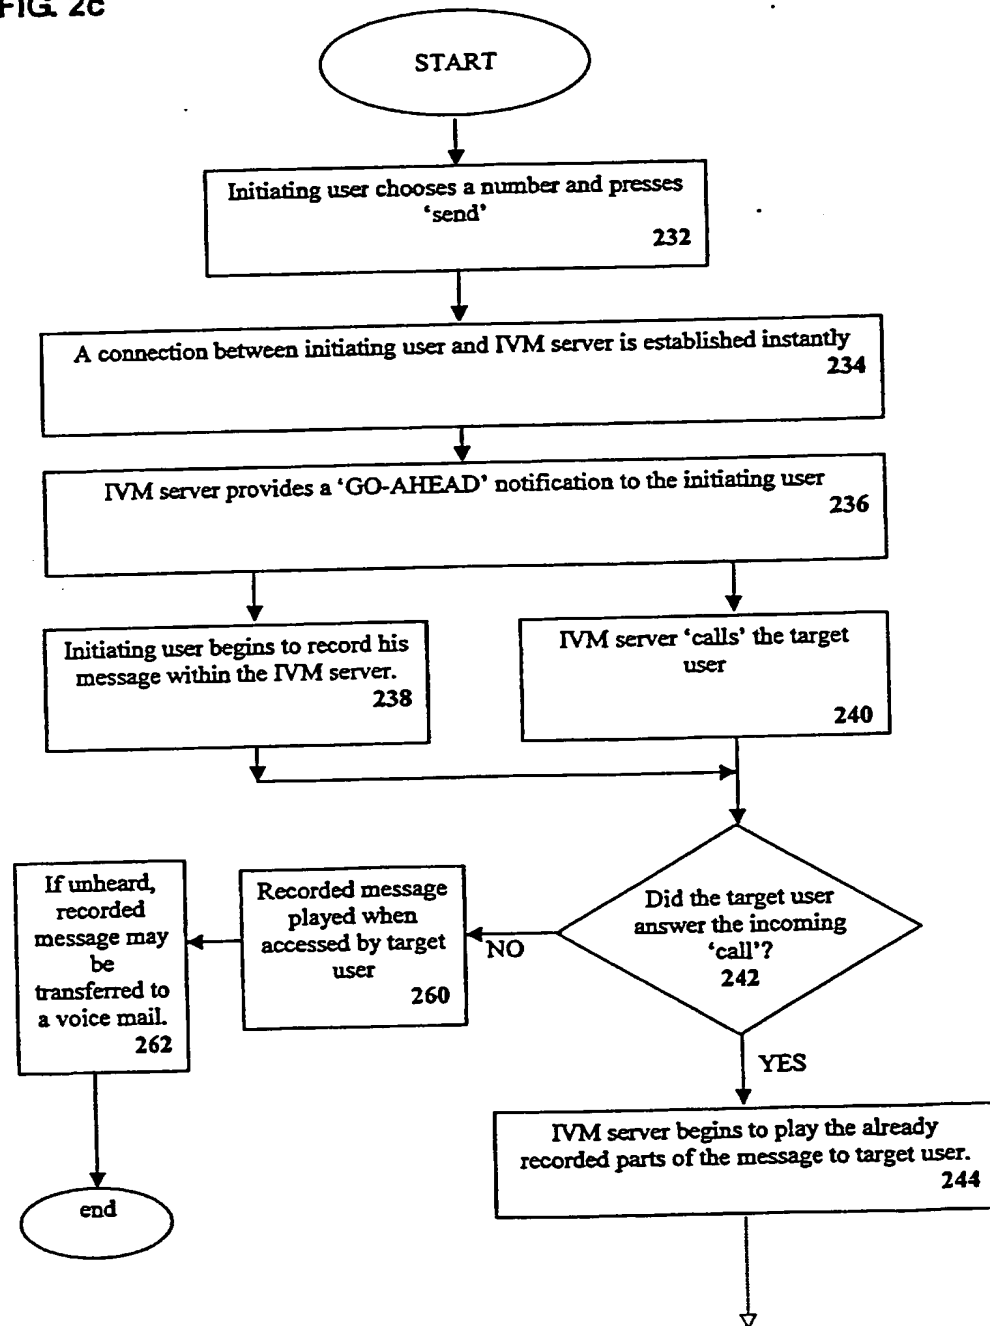 FIG. 2c
START
Initiating user chooses a number and presses
‘send’
232
A connection between initiating user and IVM server is established instantly
234
IVM server provides a ‘GO-AHEAD’ notification to the initiating user
236
Initiating user begins to record his
message within the IVM server.
238
IVM server ‘calls’ the target
user
240
Did the target user
answer the incoming
‘call’?
242
NO
Recorded message
played when
accessed by target
user
260
If unheard,
recorded
message may
be
transferred to
a voice mail.
262
end
YES
IVM server begins to play the already
recorded parts of the message to target user.
244